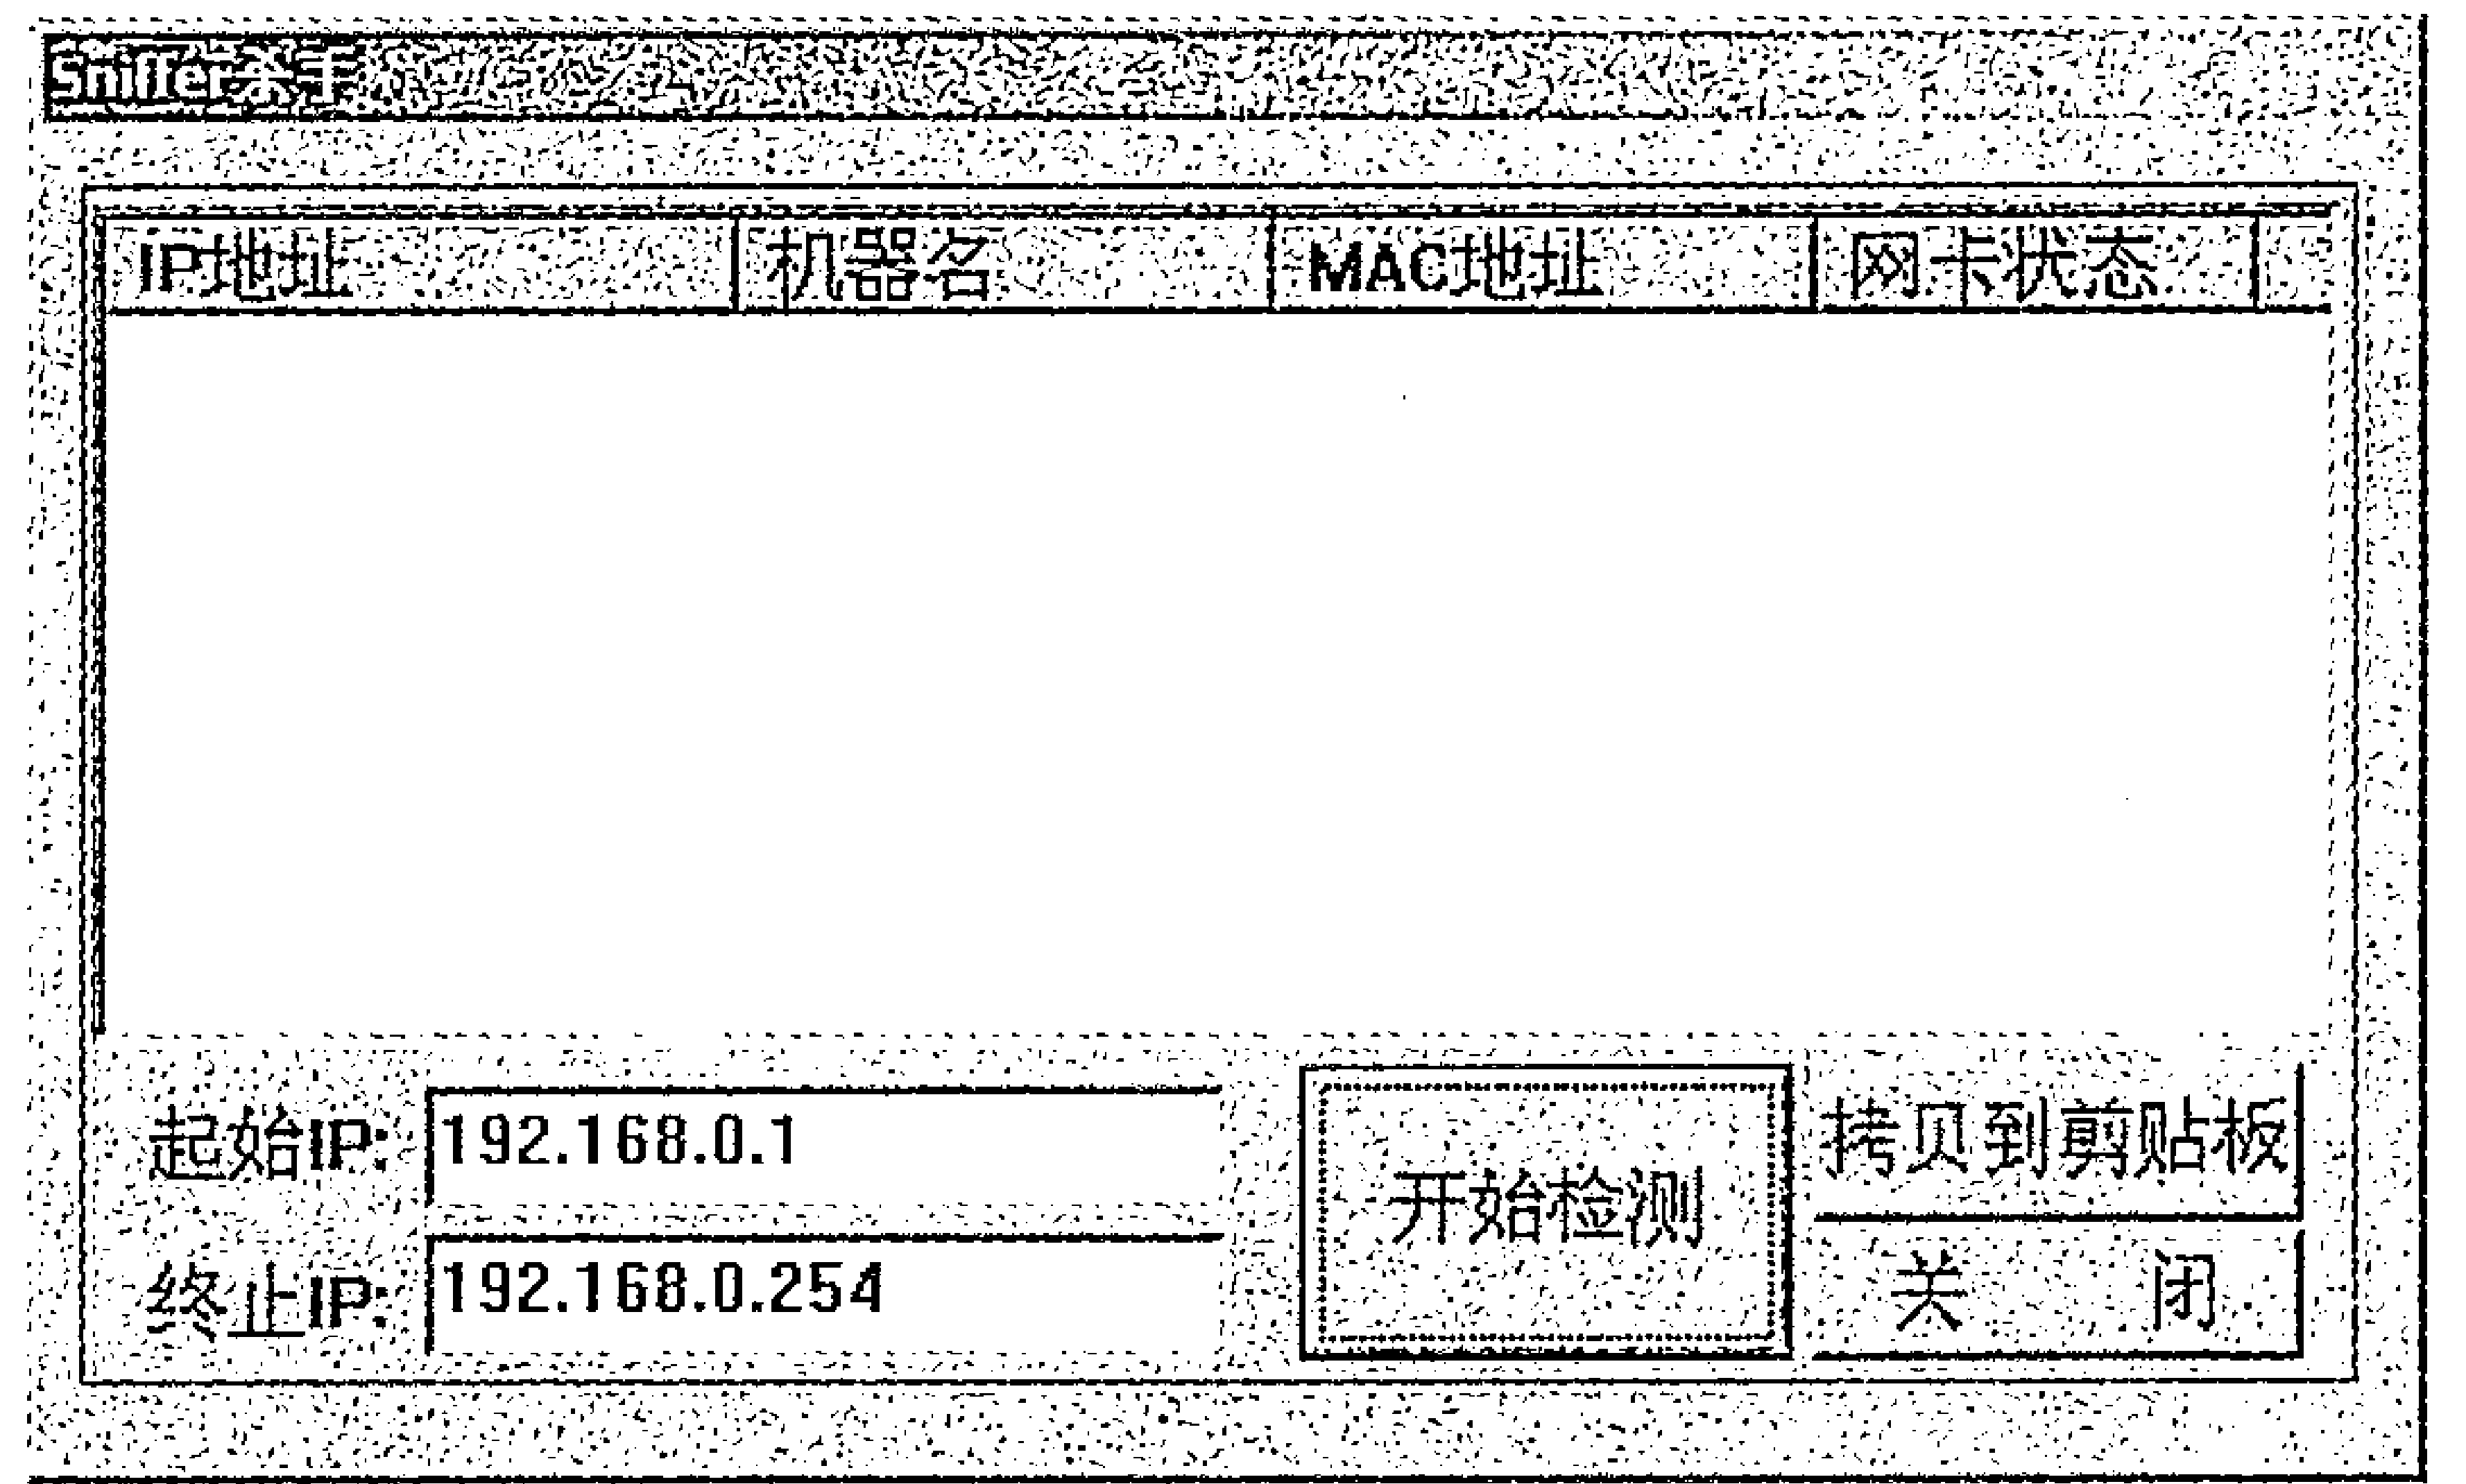 Sniffer杀手
IP地址 机器名 MAC地址 网卡状态
起始IP: 192.168.0.1
终止IP: 192.168.0.254
开始检测
拷贝到剪贴板
关 闭